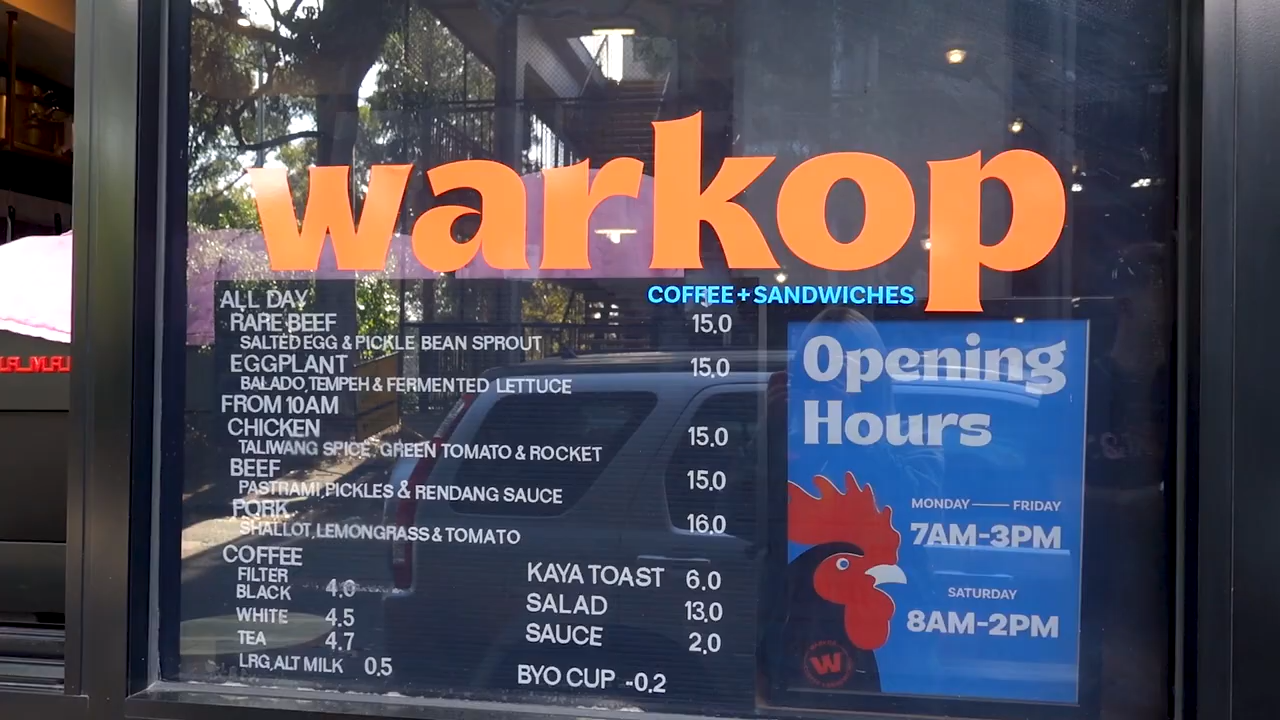 warkop
COFFEE + SANDWICHES
ALL DAY
RARE BEEF 15.0
SALTED EGG & PICKLE BEAN SPROUT
EGGPLANT 15.0
BALADO, TEMPEH & FERMENTED LETTUCE
FROM 10AM
CHICKEN 15.0
TALIWANG SPICE, GREEN TOMATO & ROCKET
BEEF 15.0
PASTRAMI, PICKLES & RENDANG SAUCE
PORK 16.0
SHALLOT, LEMONGRASS & TOMATO
COFFEE
FILTER
BLACK 4.0
WHITE 4.5
TEA 4.7
LRG, ALT MILK 0.5
KAYA TOAST 6.0
SALAD 13.0
SAUCE 2.0
BYO CUP -0.2
Opening
Hours
MONDAY — FRIDAY
7AM-3PM
SATURDAY
8AM-2PM
W